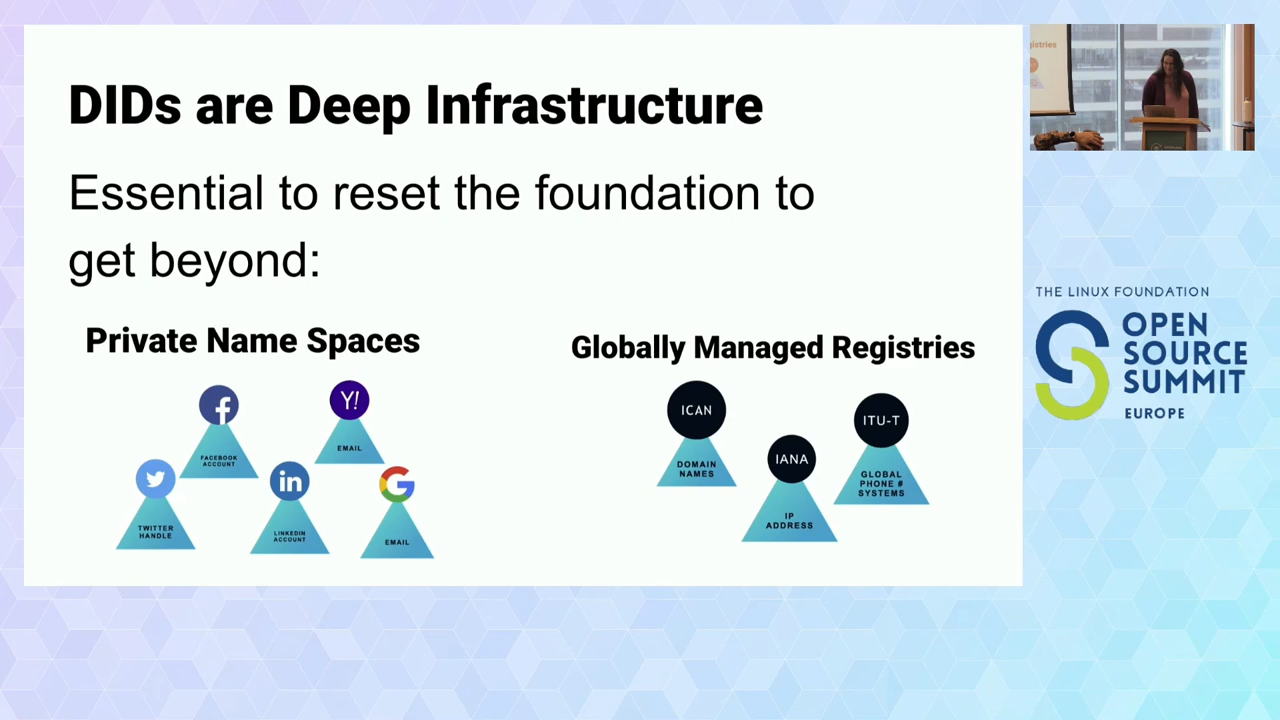 DIDs are Deep Infrastructure
Essential to reset the foundation to
get beyond:
Private Name Spaces
FACEBOOK
ACCOUNT
Y!
EMAIL
TWITTER
HANDLE
in
LINKEDIN
ACCOUNT
G
EMAIL
Globally Managed Registries
ICAN
DOMAIN
NAMES
IANA
IP
ADDRESS
ITU-T
GLOBAL
PHONE #
SYSTEMS
istries
THE LINUX FOUNDATION
OPEN
SOURCE
SUMMIT
EUROPE